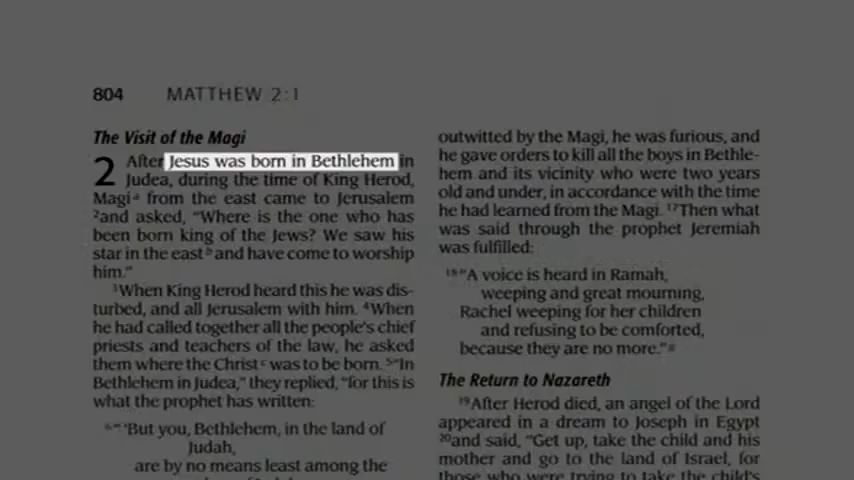 804 MATTHEW 2:1
The Visit of the Magi
2 After Jesus was born in Bethlehem in
Judea, during the time of King Herod,
Magi a from the east came to Jerusalem
2and asked, “Where is the one who has
been born king of the Jews? We saw his
star in the east b and have come to worship
him.”
3When King Herod heard this he was dis-
turbed, and all Jerusalem with him. 4When
he had called together all the people’s chief
priests and teachers of the law, he asked
them where the Christ c was to be born. 5“In
Bethlehem in Judea,” they replied, “for this is
what the prophet has written:
6“ ‘But you, Bethlehem, in the land of
Judah,
are by no means least among the
outwitted by the Magi, he was furious, and
he gave orders to kill all the boys in Bethle-
hem and its vicinity who were two years
old and under, in accordance with the time
he had learned from the Magi. 17Then what
was said through the prophet Jeremiah
was fulfilled:
18“A voice is heard in Ramah,
weeping and great mourning,
Rachel weeping for her children
and refusing to be comforted,
because they are no more.” g
The Return to Nazareth
19After Herod died, an angel of the Lord
appeared in a dream to Joseph in Egypt
20and said, “Get up, take the child and his
mother and go to the land of Israel, for
those who were trying to take the child’s